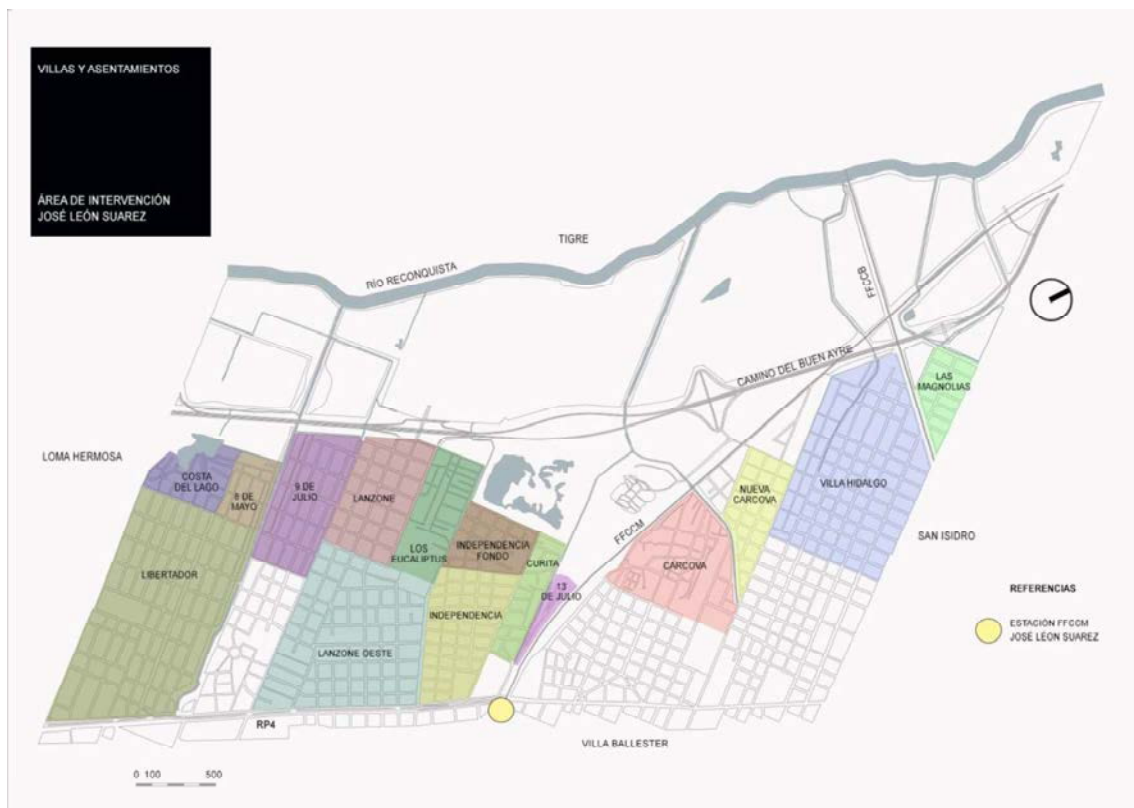 VILLAS Y ASENTAMIENTOS
ÁREA DE INTERVENCIÓN
JOSÉ LEÓN SUAREZ
TIGRE
RÍO RECONQUISTA
FFCCB
CAMINO DEL BUEN AYRE
LAS
MAGNOLIAS
LOMA HERMOSA
COSTA
DEL LAGO
8 DE
MAYO
9 DE
JULIO
LANZONE
LOS
EUCALIPTUS
INDEPENDENCIA
FONDO
CURITA
FFCCM
NUEVA
CARCOVA
VILLA HIDALGO
SAN ISIDRO
CÁRCOVA
13
DE JULIO
LIBERTADOR
INDEPENDENCIA
LANZONE OESTE
REFERENCIAS
ESTACIÓN FFCCM
JOSÉ LEÓN SUAREZ
RP4
VILLA BALLESTER
0 100 500